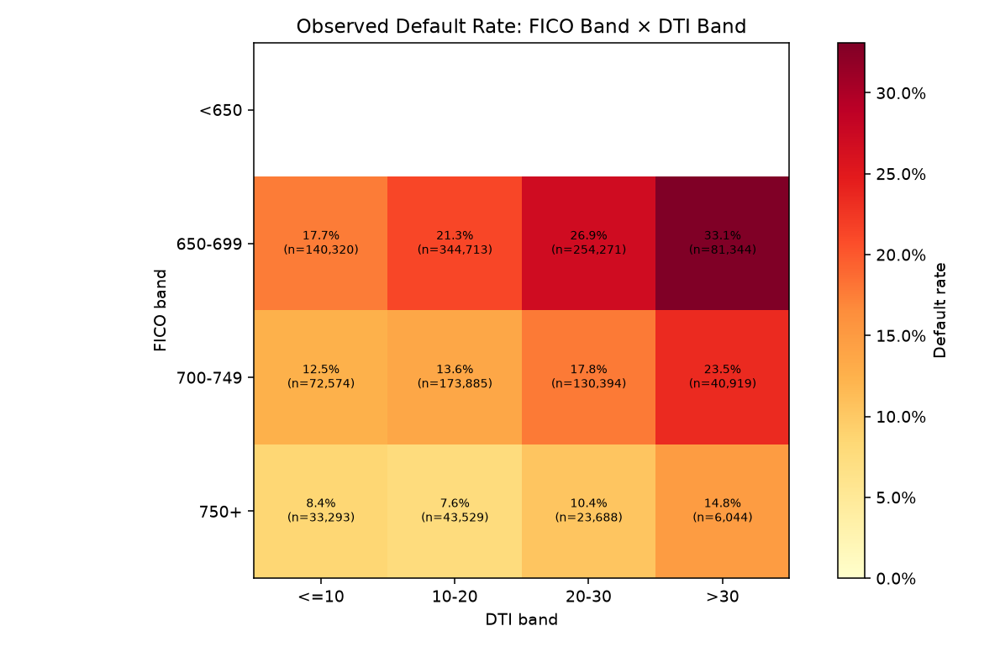 Observed Default Rate: FICO Band × DTI Band
<650
650-699
700-749
750+
FICO band
17.7%
(n=140,320)
21.3%
(n=344,713)
26.9%
(n=254,271)
33.1%
(n=81,344)
12.5%
(n=72,574)
13.6%
(n=173,885)
17.8%
(n=130,394)
23.5%
(n=40,919)
8.4%
(n=33,293)
7.6%
(n=43,529)
10.4%
(n=23,688)
14.8%
(n=6,044)
<=10
10-20
20-30
>30
DTI band
30.0%
25.0%
20.0%
15.0%
10.0%
5.0%
0.0%
Default rate